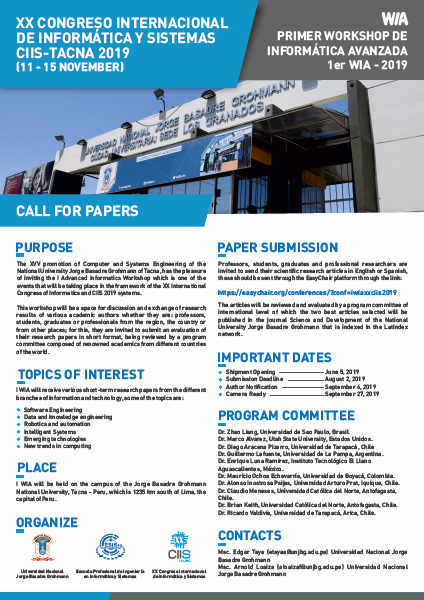 XX CONGRESO INTERNACIONAL
DE INFORMÁTICA Y SISTEMAS
CIIS-TACNA 2019
(11 - 15 NOVEMBER)
WIA
PRIMER WORKSHOP DE
INFORMÁTICA AVANZADA
1er WIA - 2019
UNIVERSIDAD NACIONAL JORGE BASADRE GROHMANN
CIUDAD UNIVERSITARIA: SEDE LOS GRANADOS
CALL FOR PAPERS
PURPOSE
The XVV promotion of Computer and Systems Engineering of the
National University Jorge Basadre Grohmann of Tacna, has the pleasure
of inviting the I Advanced Informatics Workshop which is one of the
events that will be taking place in the framework of the XX International
Congress of Informatics and CIIS 2019 systems.
This workshop will be a space for discussion and exchange of research
results of various academic authors whether they are: professors,
students, graduates or professionals from the region, the country or
from other places; for this, they are invited to submit an evaluation of
their research papers in short format, being reviewed by a program
committee composed of renowned academics from different countries
of the world.
TOPICS OF INTEREST
I WIA will receive various short-term research papers from the different
branches of information and technology, some of the topics are:
Software Engineering
Data and knowledge engineering
Robotics and automation
Intelligent Systems
Emerging technologies
New trends in computing
PLACE
I WIA will be held on the campus of the Jorge Basadre Grohmann
National University, Tacna - Peru, which is 1235 km south of Lima, the
capital of Peru.
ORGANIZE
CIIS
Universidad Nacional
Jorge Basadre Grohmann
Escuela Profesional de Ingeniería
en Informática y Sistemas
XX Congreso Internacional
de Informática y Sistemas
PAPER SUBMISSION
Professors, students, graduates and professional researchers are
invited to send their scientific research articles in English or Spanish,
these should be sent through the EasyChair platform through the link:
https://easychair.org/conferences/?conf=iwiaxxciis2019
The articles will be reviewed and evaluated by a program committee of
international level of which the two best articles selected will be
published in the journal Science and Development of the National
University Jorge Basadre Grohmann that is indexed in the Latindex
network.
IMPORTANT DATES
Shipment Opening June 5, 2019
Submission Deadline August 2, 2019
Author Notification September 6, 2019
Camera Ready September 27, 2019
PROGRAM COMMITTEE
Dr. Zhao Liang, Universidad de Sao Paulo, Brasil.
Dr. Marco Alvarez, Utah State University, Estados Unidos.
Dr. Diego Aracena Pizarro, Universidad de Tarapacá, Chile
Dr. Guillermo Lafuente, Universidad de La Pampa, Argentina.
Dr. Enrique Luna Ramírez, Instituto Tecnológico El Llano
Aguascalientes, México.
Dr. Mauricio Ochoa Echeverría, Universidad de Boyacá, Colombia.
Dr. Alonso Inostrosa Psijas, Universidad Arturo Prat, Iquique, Chile.
Dr. Claudio Meneses, Universidad Católica del Norte, Antofagasta,
Chile.
Dr. Brian Keith, Universidad Católica del Norte, Antofagasta, Chile.
Dr. Ricardo Valdivia, Universidad de Tarapacá, Arica, Chile.
CONTACTS
Msc. Edgar Taya (etayaa@unjbg.edu.pe) Universidad Nacional Jorge
Basadre Grohmann
Msc. Arnold Loaiza (aloaizaf@unjbg.edu.pe) Universidad Nacional
Jorge Basadre Grohmann